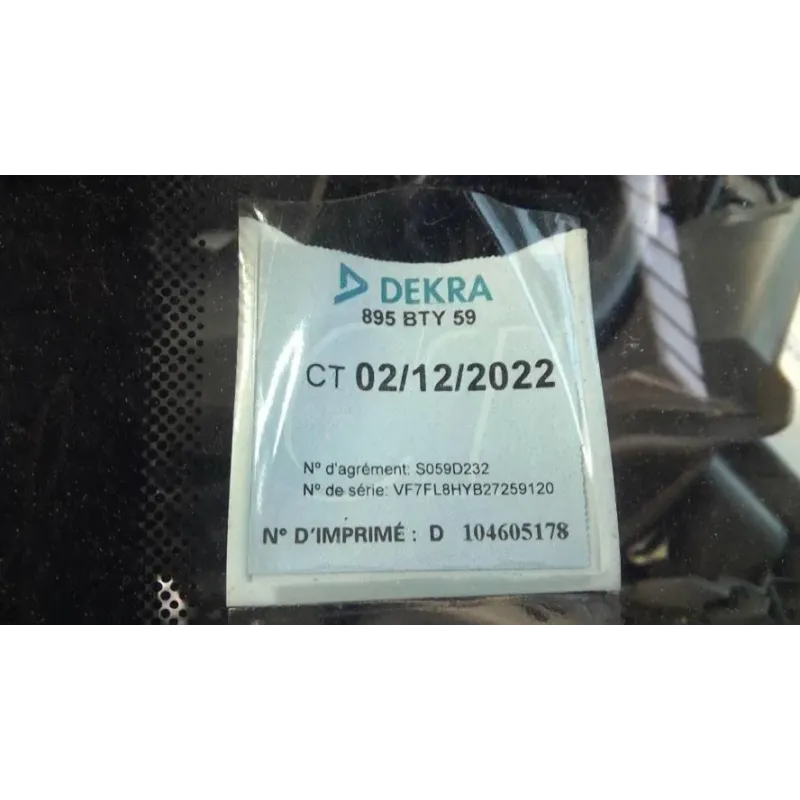 DEKRA
895 BTY 59
CT 02/12/2022
N° d'agrément: S059D232
N° de série: VF7FL8HYB27259120
N° D'IMPRIMÉ : D 104605178